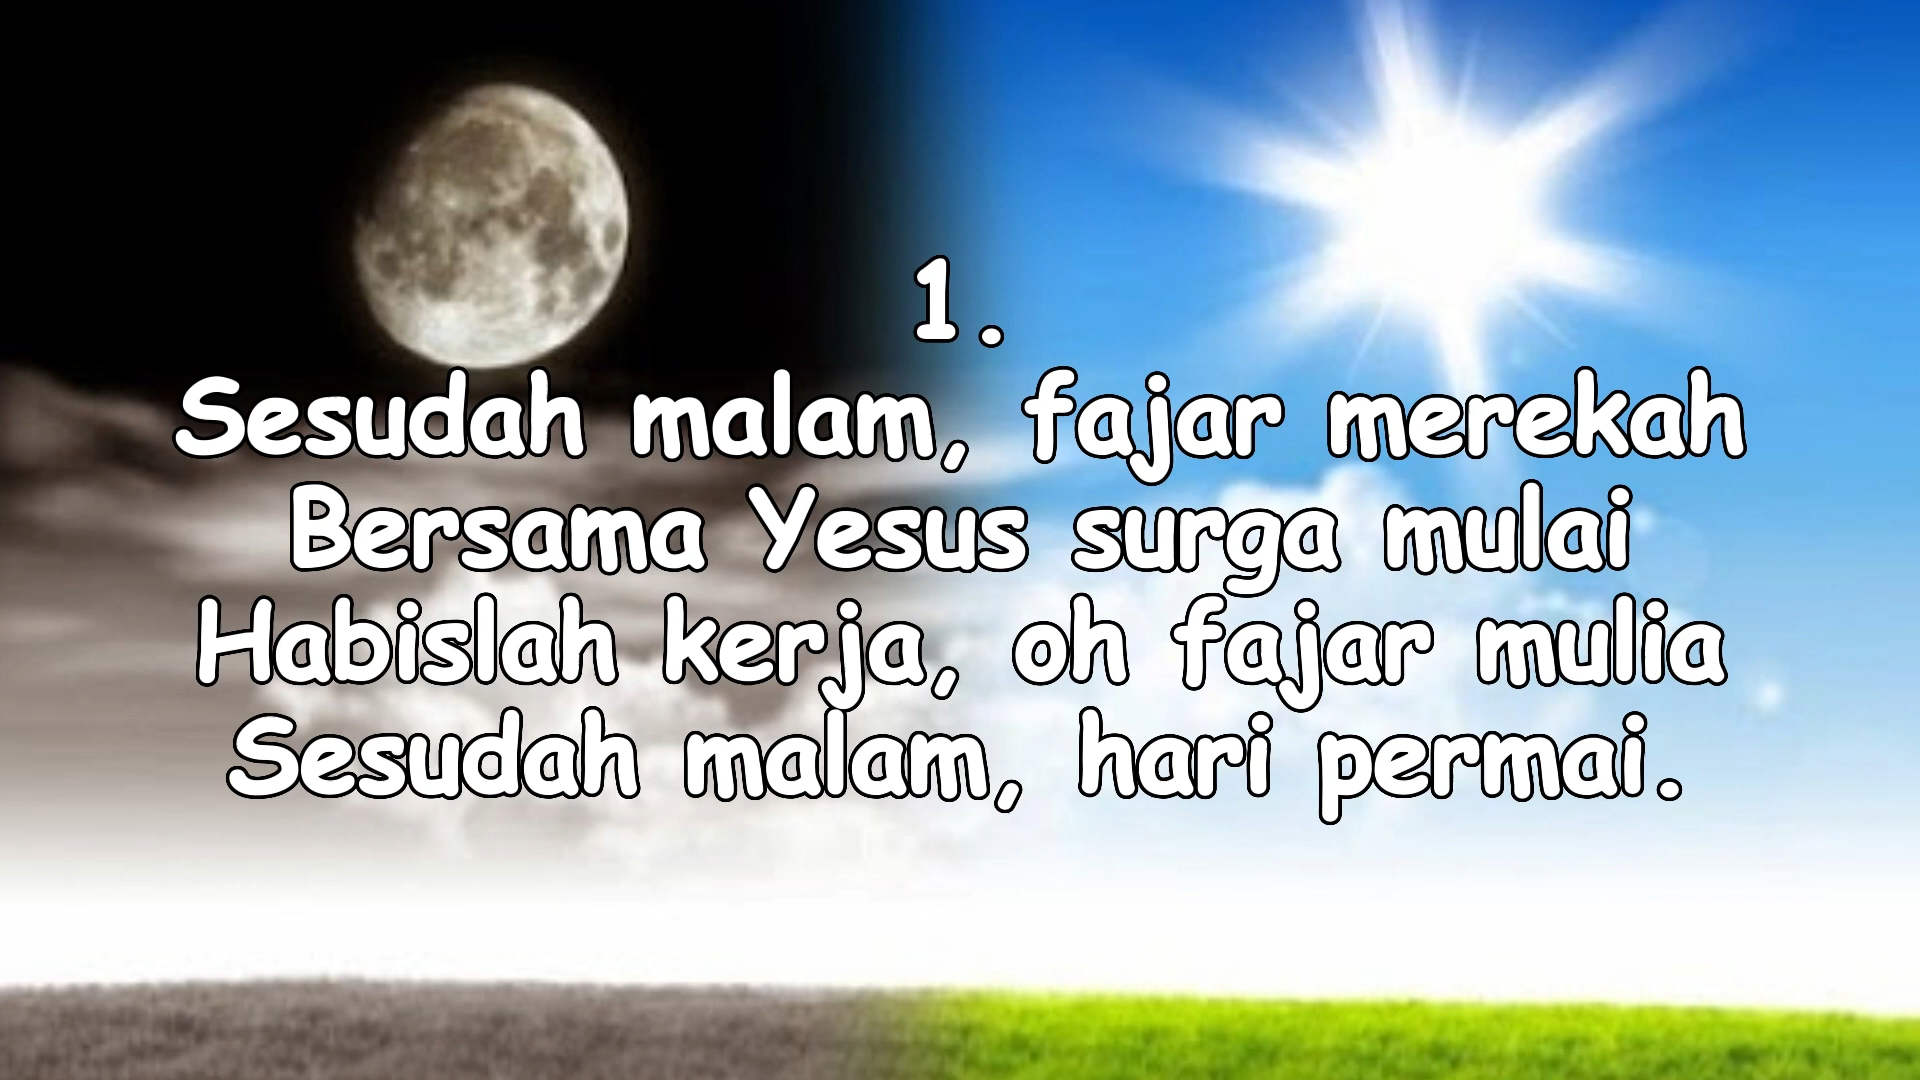 1.
Sesudah malam, fajar merekah
Bersama Yesus surga mulai
Habislah kerja, oh fajar mulia
Sesudah malam, hari permai.